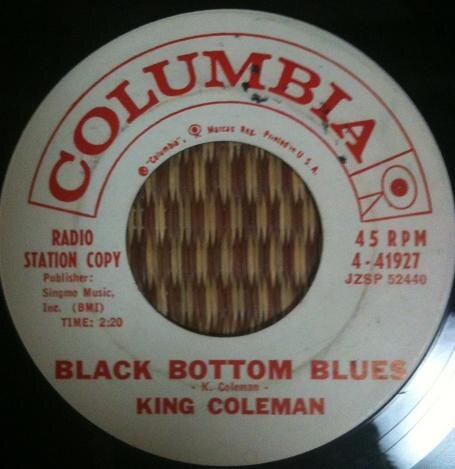 COLUMBIA
© "Columbia", Marcas Reg. Printed in U.S.A.
RADIO
STATION COPY
Publisher:
Singmo Music,
Inc. (BMI)
TIME: 2:20
45 RPM
4-41927
JZSP 52440
BLACK BOTTOM BLUES
- K. Coleman -
KING COLEMAN